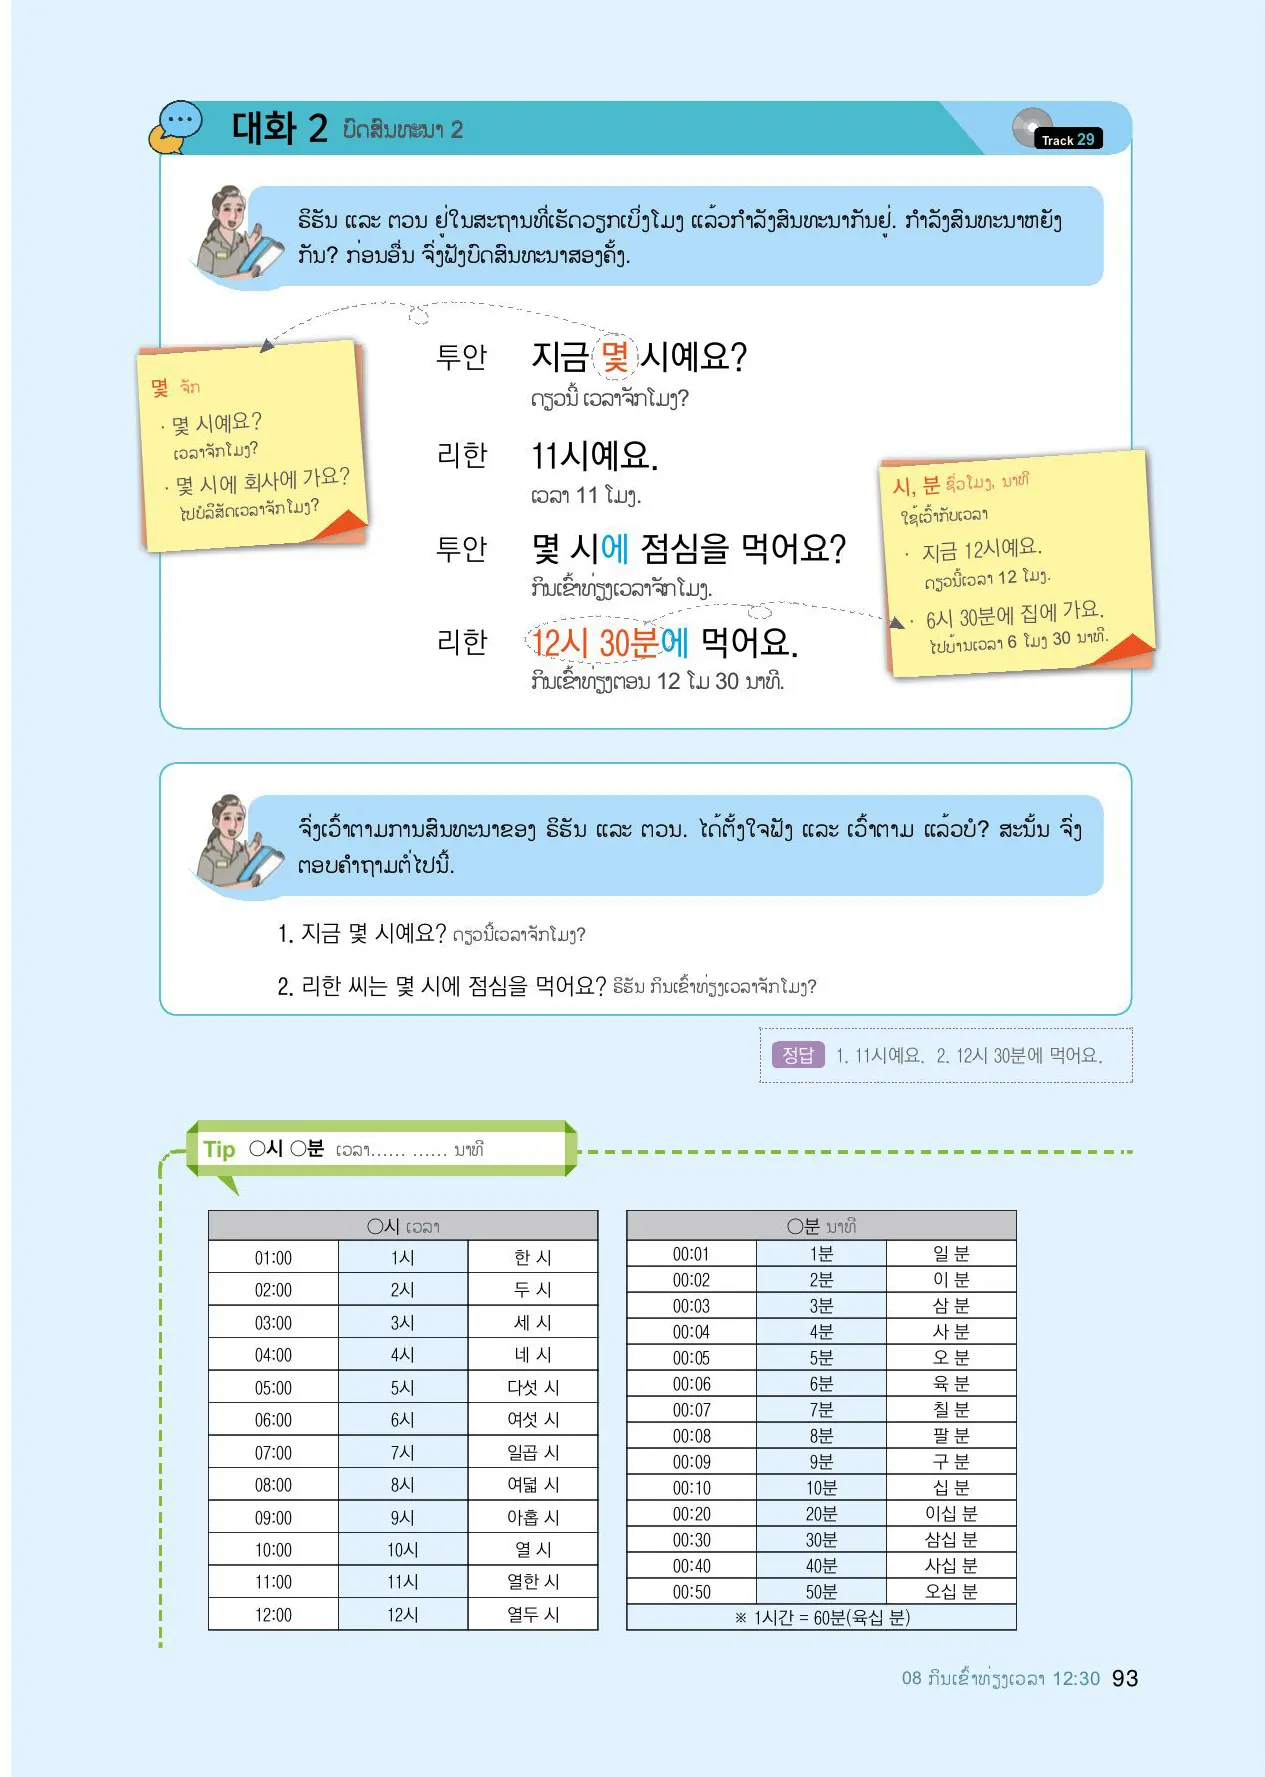 대화 2 ບົດສົນທະນາ 2
Track 29
ຣິຮັນ ແລະ ຕວນ ຢູ່ໃນສະຖານທີ່ເຮັດວຽກເບິ່ງໂມງ ແລ້ວກຳລັງສົນທະນາກັນຢູ່. ກຳລັງສົນທະນາຫຍັງ
ກັນ? ກ່ອນອື່ນ ຈົ່ງຟັງບົດສົນທະນາສອງຄັ້ງ.
투안 지금 몇 시예요?
ດຽວນີ້ ເວລາຈັກໂມງ?
리한 11시예요.
ເວລາ 11 ໂມງ.
투안 몇 시에 점심을 먹어요?
ກິນເຂົ້າທ່ຽງເວລາຈັກໂມງ.
리한 12시 30분에 먹어요.
ກິນເຂົ້າທ່ຽງຕອນ 12 ໂມ 30 ນາທີ.
몇 ຈັກ
· 몇 시예요?
ເວລາຈັກໂມງ?
· 몇 시에 회사에 가요?
ໄປບໍລິສັດເວລາຈັກໂມງ?
시, 분 ຊົ່ວໂມງ, ນາທີ
ໃຊ້ເວົ້າກັບເວລາ
· 지금 12시예요.
ດຽວນີ້ເວລາ 12 ໂມງ.
· 6시 30분에 집에 가요.
ໄປບ້ານເວລາ 6 ໂມງ 30 ນາທີ.
ຈົ່ງເວົ້າຕາມການສົນທະນາຂອງ ຣິຮັນ ແລະ ຕວນ. ໄດ້ຕັ້ງໃຈຟັງ ແລະ ເວົ້າຕາມ ແລ້ວບໍ? ສະນັ້ນ ຈົ່ງ
ຕອບຄຳຖາມຕໍ່ໄປນີ້.
1. 지금 몇 시예요? ດຽວນີ້ເວລາຈັກໂມງ?
2. 리한 씨는 몇 시에 점심을 먹어요? ຣິຮັນ ກິນເຂົ້າທ່ຽງເວລາຈັກໂມງ?
정답 1. 11시예요. 2. 12시 30분에 먹어요.
Tip ○시 ○분 ເວລາ…… …… ນາທີ
○시 ເວລາ
01:00 1시 한 시
02:00 2시 두 시
03:00 3시 세 시
04:00 4시 네 시
05:00 5시 다섯 시
06:00 6시 여섯 시
07:00 7시 일곱 시
08:00 8시 여덟 시
09:00 9시 아홉 시
10:00 10시 열 시
11:00 11시 열한 시
12:00 12시 열두 시
○분 ນາທີ
00:01 1분 일 분
00:02 2분 이 분
00:03 3분 삼 분
00:04 4분 사 분
00:05 5분 오 분
00:06 6분 육 분
00:07 7분 칠 분
00:08 8분 팔 분
00:09 9분 구 분
00:10 10분 십 분
00:20 20분 이십 분
00:30 30분 삼십 분
00:40 40분 사십 분
00:50 50분 오십 분
※ 1시간 = 60분(육십 분)
08 ກິນເຂົ້າທ່ຽງເວລາ 12:30 93